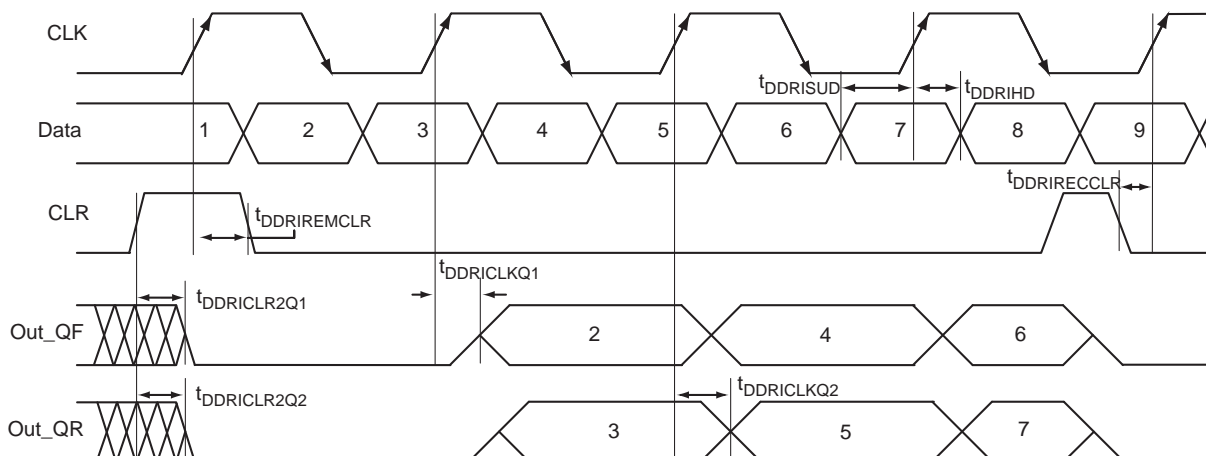 CLK
tDDRISUD
tDDRIHD
Data
1 2 3 4 5 6 7 8 9
tDDRIRECCLR
CLR
tDDRIREMCLR
tDDRICLKQ1
tDDRICLR2Q1
Out_QF
2 4 6
tDDRICLR2Q2
tDDRICLKQ2
Out_QR
3 5 7